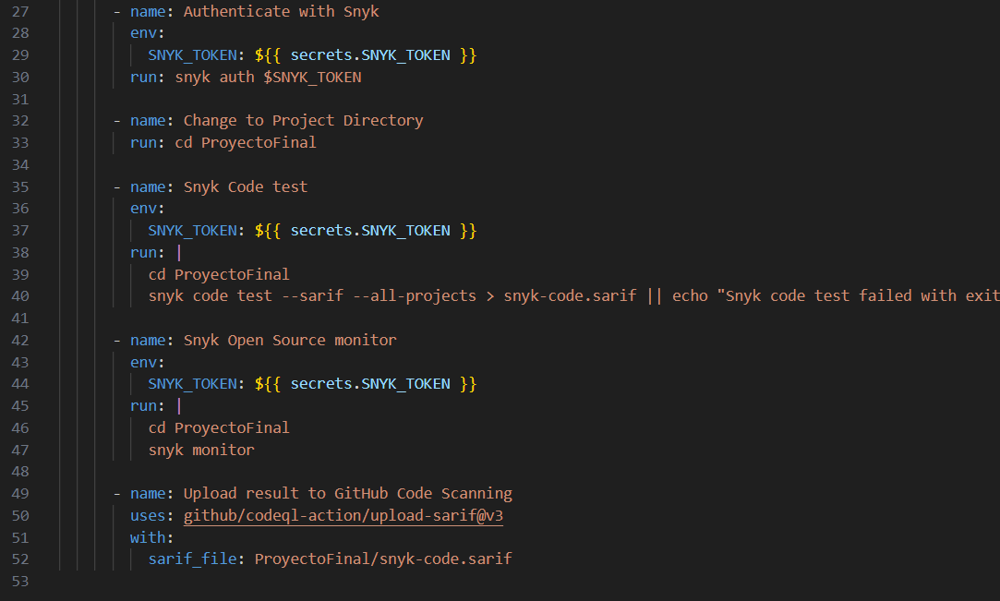 27 - name: Authenticate with Snyk
28 env:
29 SNYK_TOKEN: ${{ secrets.SNYK_TOKEN }}
30 run: snyk auth $SNYK_TOKEN
31
32 - name: Change to Project Directory
33 run: cd ProyectoFinal
34
35 - name: Snyk Code test
36 env:
37 SNYK_TOKEN: ${{ secrets.SNYK_TOKEN }}
38 run: |
39 cd ProyectoFinal
40 snyk code test --sarif --all-projects > snyk-code.sarif || echo "Snyk code test failed with exit
41
42 - name: Snyk Open Source monitor
43 env:
44 SNYK_TOKEN: ${{ secrets.SNYK_TOKEN }}
45 run: |
46 cd ProyectoFinal
47 snyk monitor
48
49 - name: Upload result to GitHub Code Scanning
50 uses: github/codeql-action/upload-sarif@v3
51 with:
52 sarif_file: ProyectoFinal/snyk-code.sarif
53